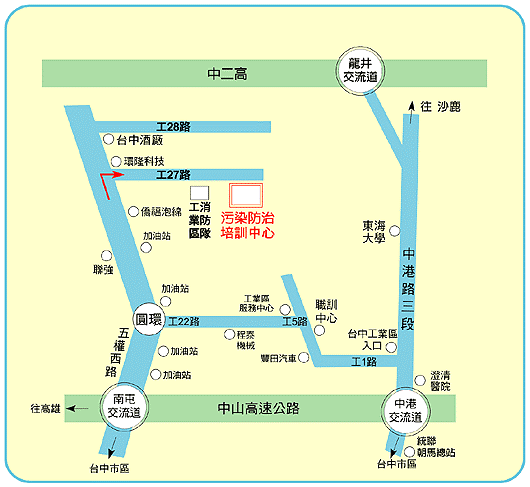 中二高
龍井
交流道
往 沙鹿
工28路
台中酒廠
環隆科技
工27路
工消
業防
區隊
污染防治
培訓中心
僑福泡綿
加油站
東海
大學
中港路三段
聯強
加油站
圓環
工業區
服務中心
職訓
中心
工22路
工5路
五權西路
程泰
機械
台中工業區
入口
加油站
豐田汽車
工1路
加油站
澄清
醫院
南屯
交流道
往高雄
中山高速公路
中港
交流道
統聯
朝馬總站
台中市區
台中市區